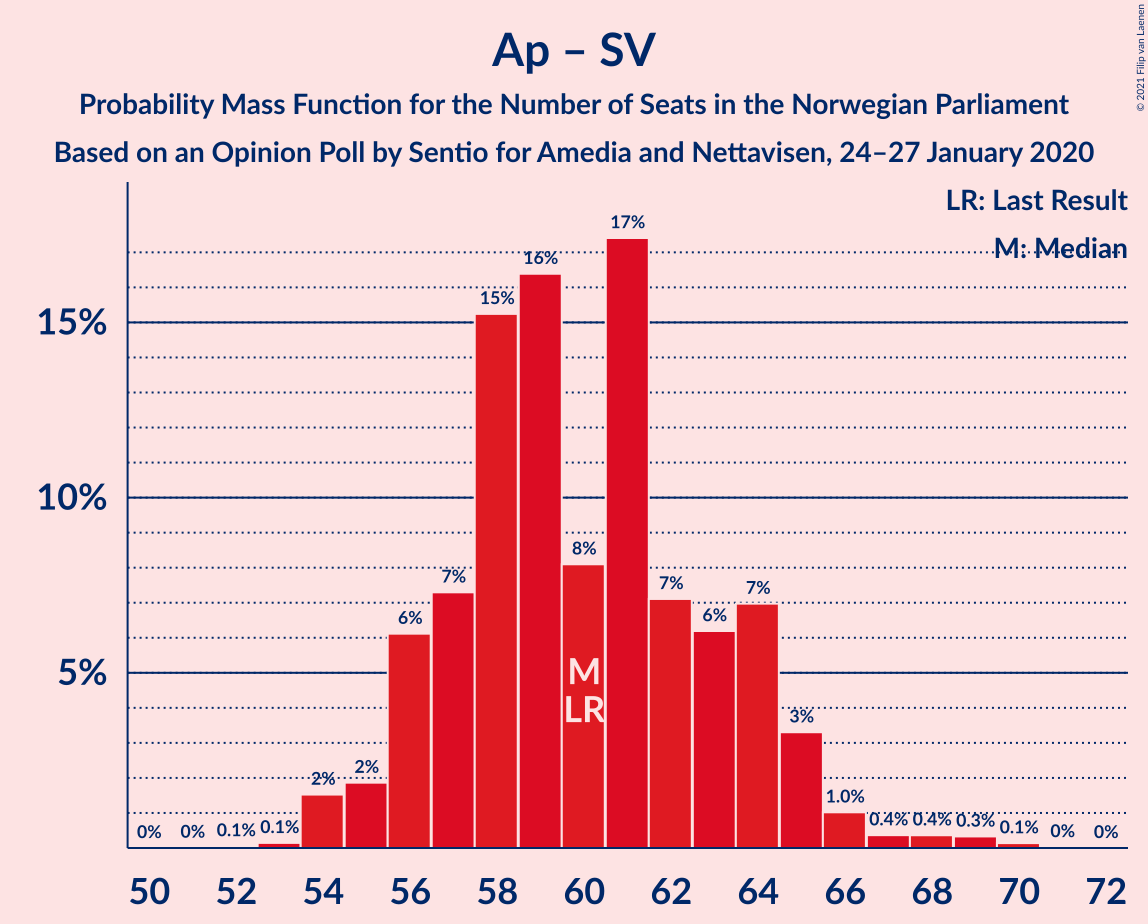 Ap – SV
Probability Mass Function for the Number of Seats in the Norwegian Parliament
Based on an Opinion Poll by Sentio for Amedia and Nettavisen, 24–27 January 2020
© 2021 Filip van Laenen
LR: Last Result
M: Median
15%
10%
5%
0% 0% 0.1% 0.1% 2% 2% 6% 7% 15% 16% 8% 17% 7% 6% 7% 3% 1.0% 0.4% 0.4% 0.3% 0.1% 0% 0%
M
LR
50 52 54 56 58 60 62 64 66 68 70 72